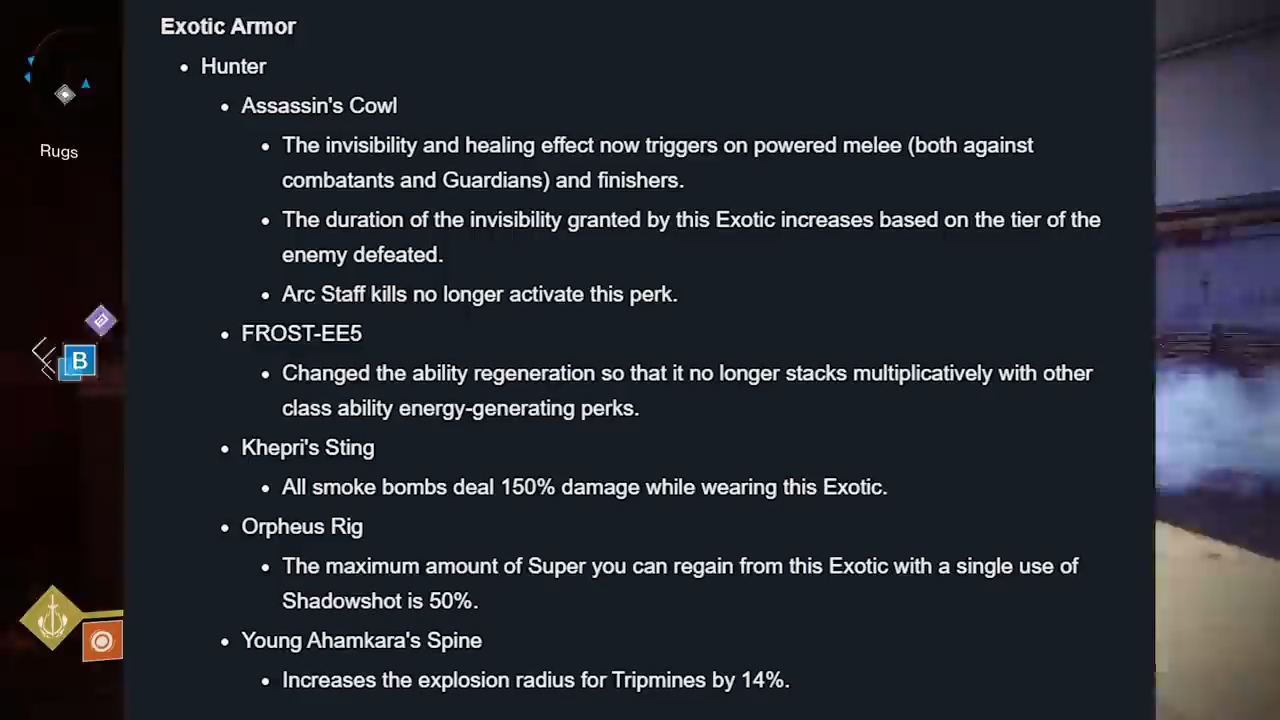 Exotic Armor
Hunter
Assassin's Cowl
The invisibility and healing effect now triggers on powered melee (both against
combatants and Guardians) and finishers.
The duration of the invisibility granted by this Exotic increases based on the tier of the
enemy defeated.
Arc Staff kills no longer activate this perk.
FROST-EE5
Changed the ability regeneration so that it no longer stacks multiplicatively with other
class ability energy-generating perks.
Khepri's Sting
All smoke bombs deal 150% damage while wearing this Exotic.
Orpheus Rig
The maximum amount of Super you can regain from this Exotic with a single use of
Shadowshot is 50%.
Young Ahamkara's Spine
Increases the explosion radius for Tripmines by 14%.
Rugs
B